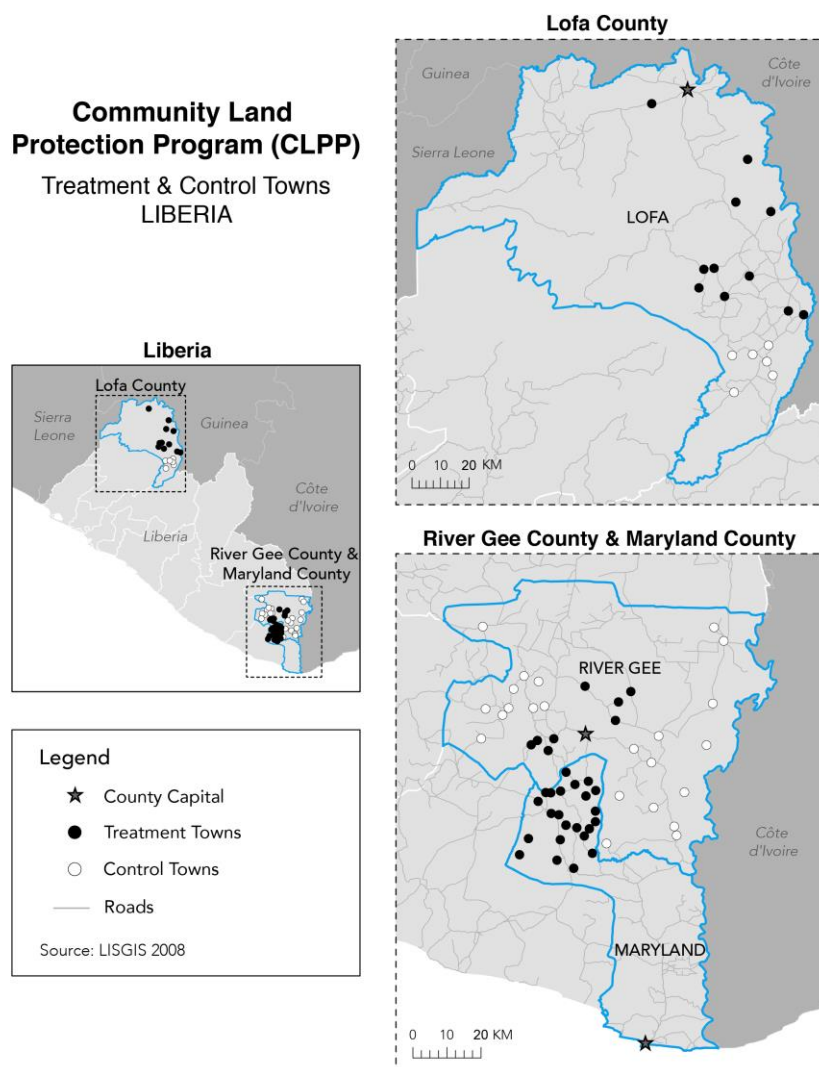 Community Land
Protection Program (CLPP)
Treatment & Control Towns
LIBERIA
Liberia
Lofa County
Sierra
Leone
Guinea
Côte
d'Ivoire
Liberia
River Gee County &
Maryland County
Legend
County Capital
Treatment Towns
Control Towns
Roads
Source: LISGIS 2008
Lofa County
Guinea
Côte
d'Ivoire
Sierra Leone
LOFA
0 10 20 KM
River Gee County & Maryland County
RIVER GEE
Côte
d'Ivoire
MARYLAND
0 10 20 KM